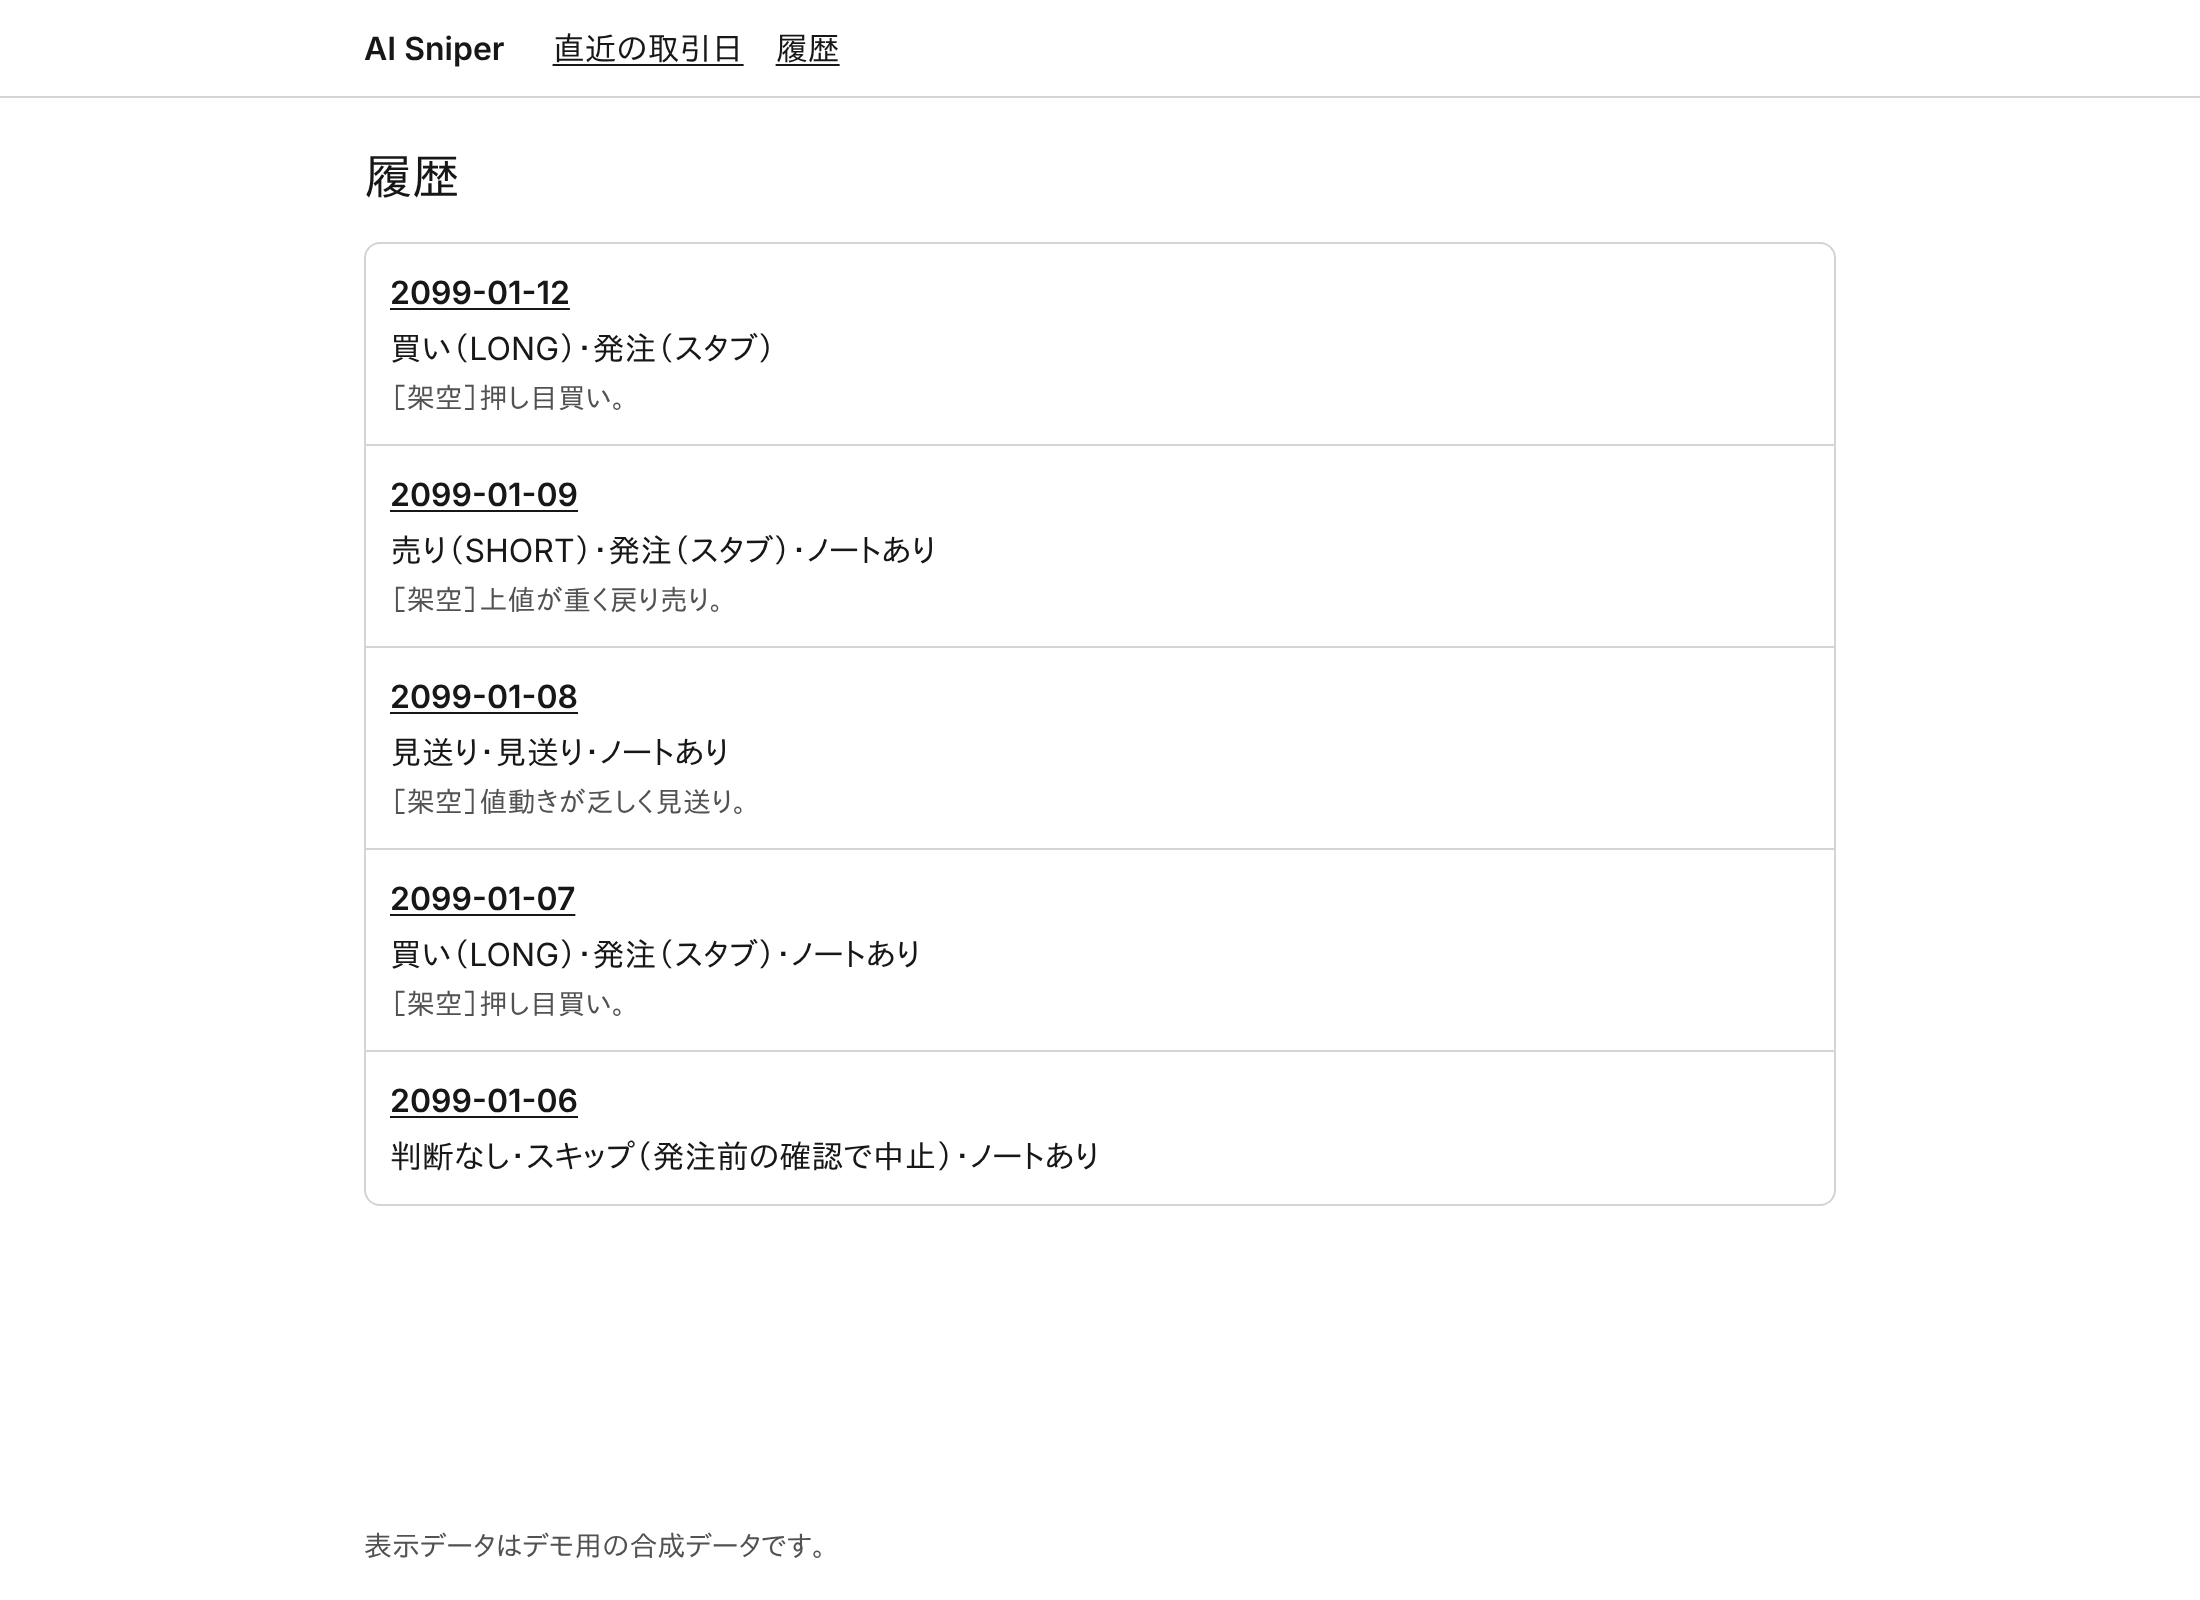 AI Sniper 直近の取引日 履歴
履歴
2099-01-12
買い（LONG）・発注（スタブ）
［架空］押し目買い。
2099-01-09
売り（SHORT）・発注（スタブ）・ノートあり
［架空］上値が重く戻り売り。
2099-01-08
見送り・見送り・ノートあり
［架空］値動きが乏しく見送り。
2099-01-07
買い（LONG）・発注（スタブ）・ノートあり
［架空］押し目買い。
2099-01-06
判断なし・スキップ（発注前の確認で中止）・ノートあり
表示データはデモ用の合成データです。